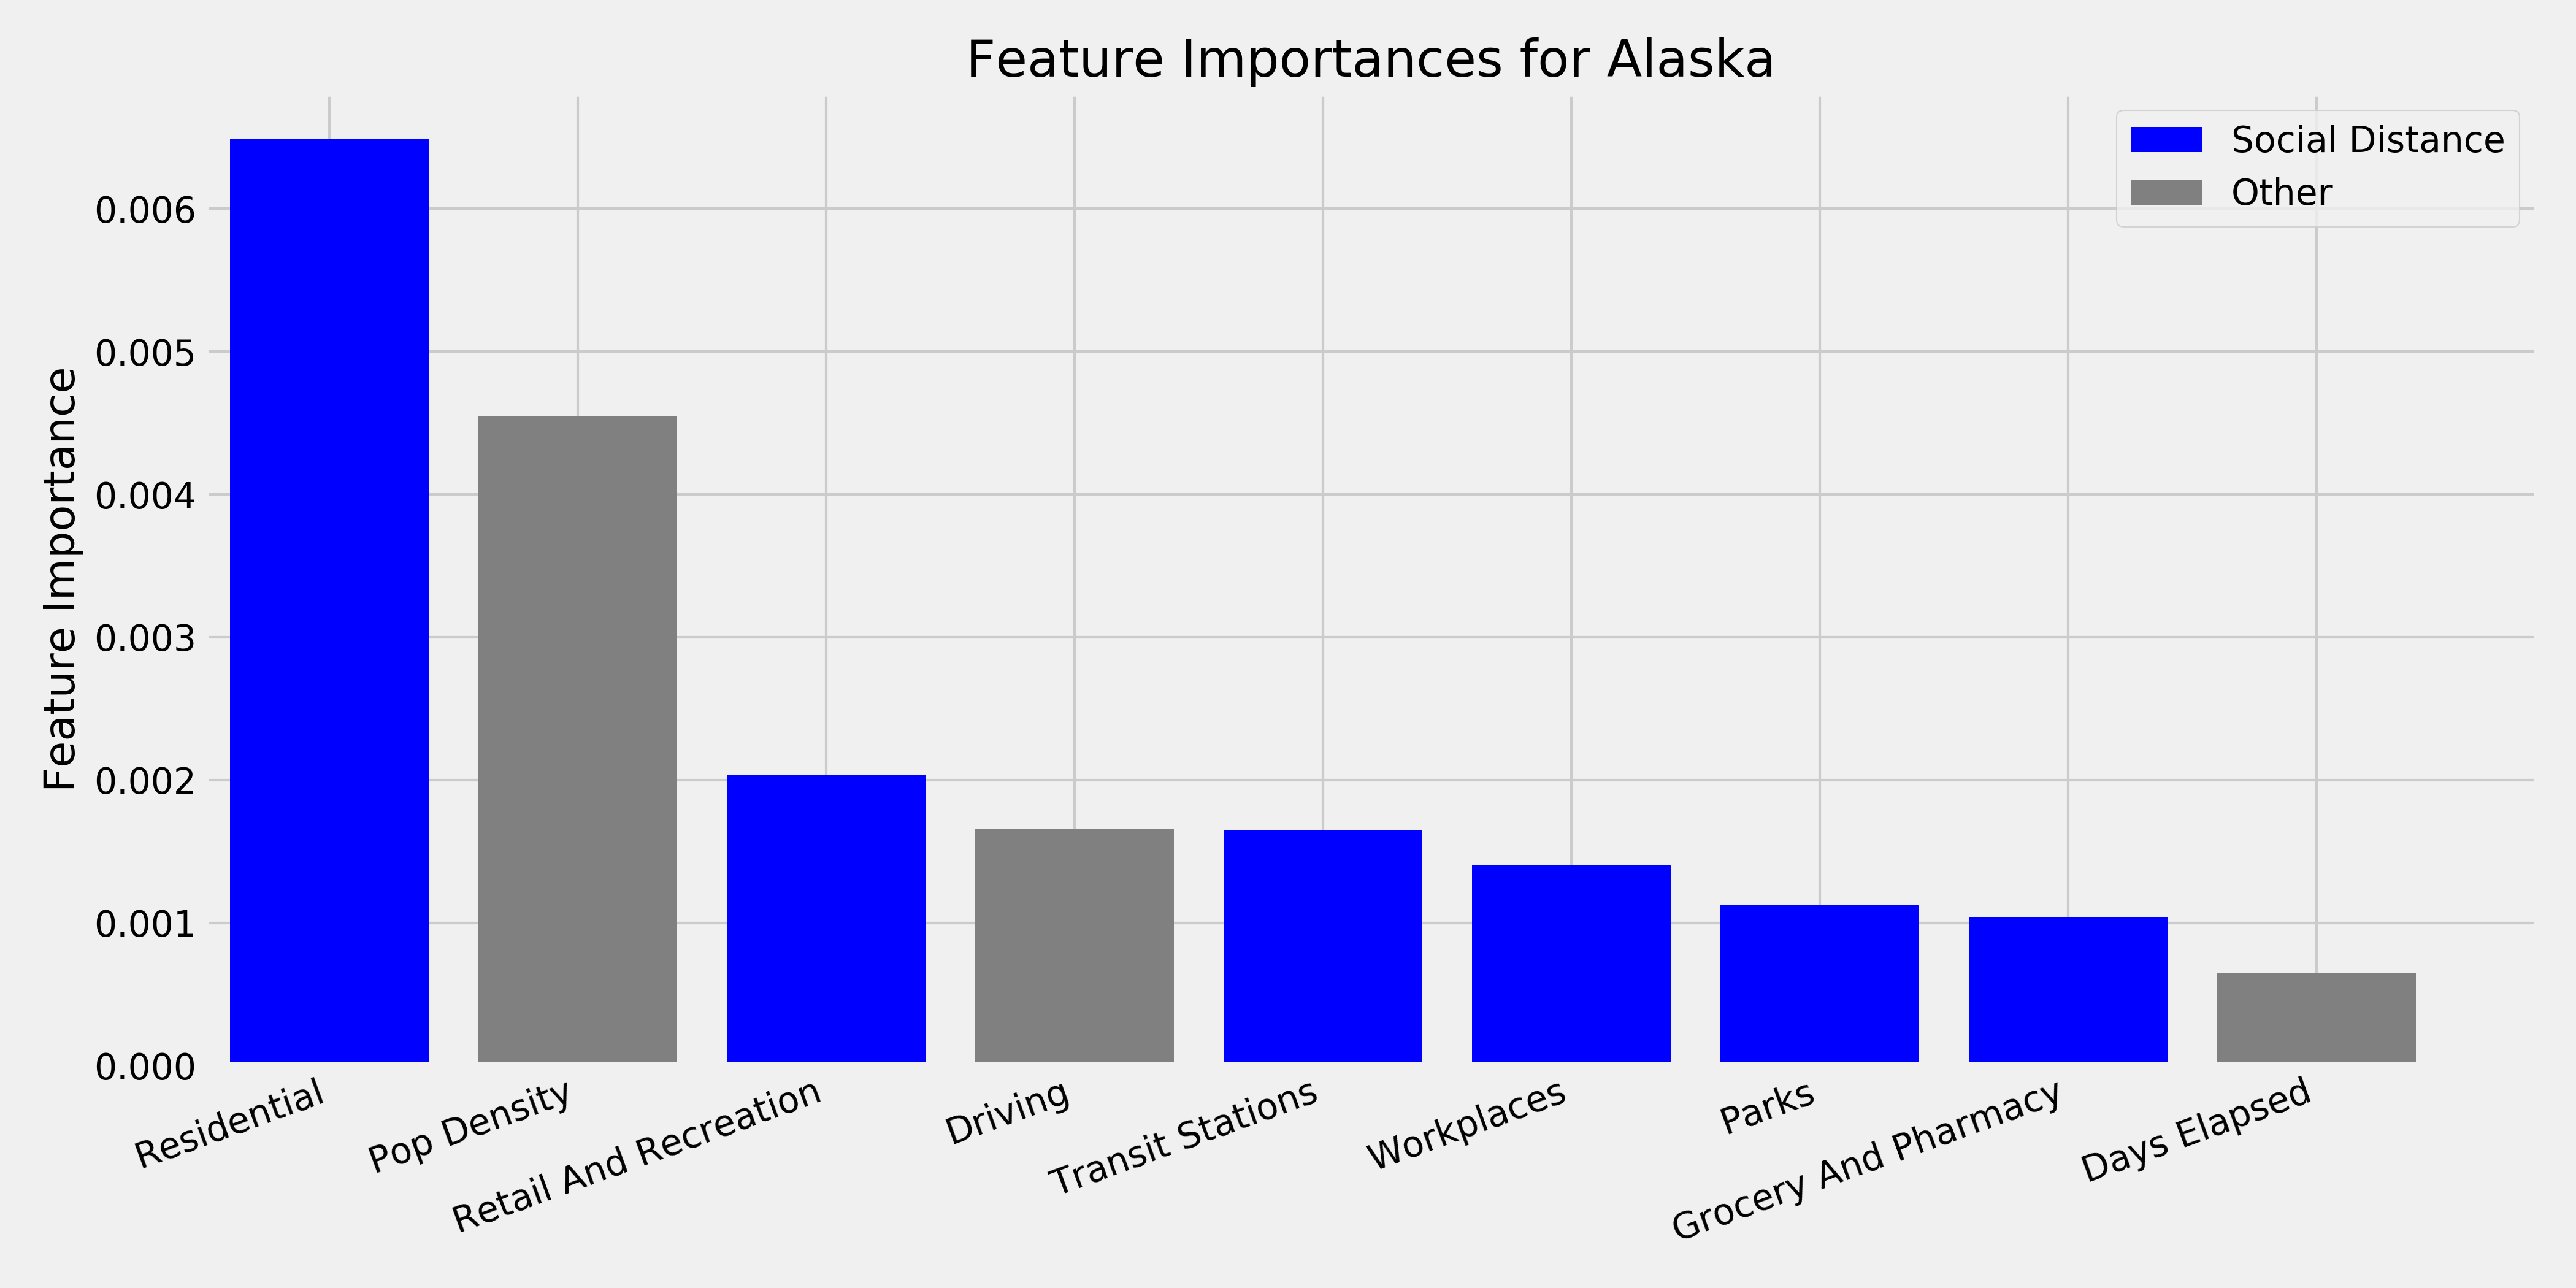 Feature Importances for Alaska
Social Distance
Other
Feature Importance
0.006
0.005
0.004
0.003
0.002
0.001
0.000
Residential
Pop Density
Retail And Recreation
Driving
Transit Stations
Workplaces
Parks
Grocery And Pharmacy
Days Elapsed